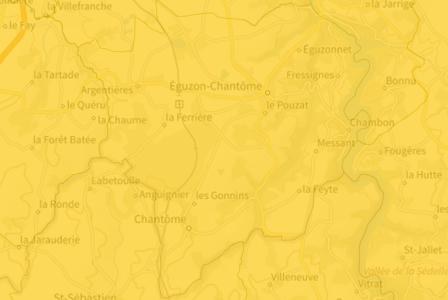 la Villefranche
la Jarrige
le Fay
Éguzonnet
la Tartade
Fressignes
Bonnu
Argentières
Éguzon-Chantôme
le Quéru
le Pouzat
la Chaume
la Ferrière
Chambon
la Forêt Batée
Messant
Fougères
la Hutte
Labetoulle
Anguignier
les Gonnins
la Feyte
la Ronde
les
Chantôme
la Jarauderie
St-Jallet
Vallée de la Sédelle
Villeneuve
Vitrat
St-Sébastien